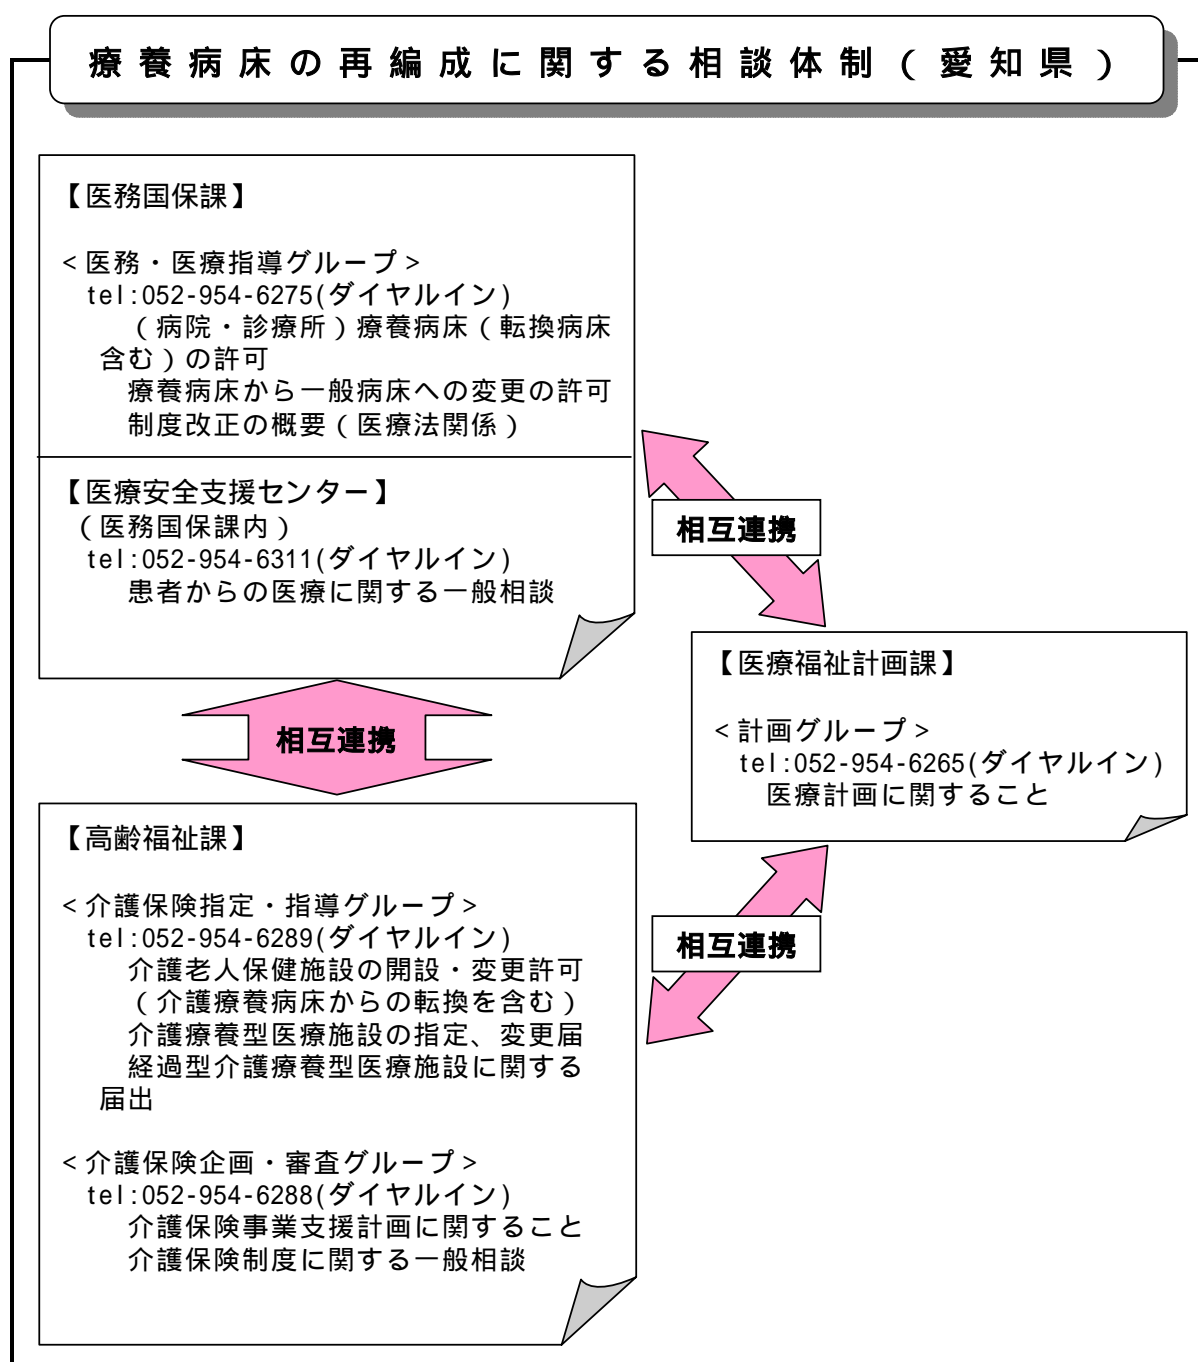 療養病床の再編成に関する相談体制（愛知県）
【医務国保課】
＜医務・医療指導グループ＞
tel:052-954-6275(ダイヤルイン)
（病院・診療所）療養病床（転換病床
含む）の許可
療養病床から一般病床への変更の許可
制度改正の概要（医療法関係）
【医療安全支援センター】
（医務国保課内）
tel:052-954-6311(ダイヤルイン)
患者からの医療に関する一般相談
相互連携
【医療福祉計画課】
＜計画グループ＞
tel:052-954-6265(ダイヤルイン)
医療計画に関すること
相互連携
【高齢福祉課】
＜介護保険指定・指導グループ＞
tel:052-954-6289(ダイヤルイン)
介護老人保健施設の開設・変更許可
（介護療養病床からの転換を含む）
介護療養型医療施設の指定、変更届
経過型介護療養型医療施設に関する
届出
＜介護保険企画・審査グループ＞
tel:052-954-6288(ダイヤルイン)
介護保険事業支援計画に関すること
介護保険制度に関する一般相談
相互連携